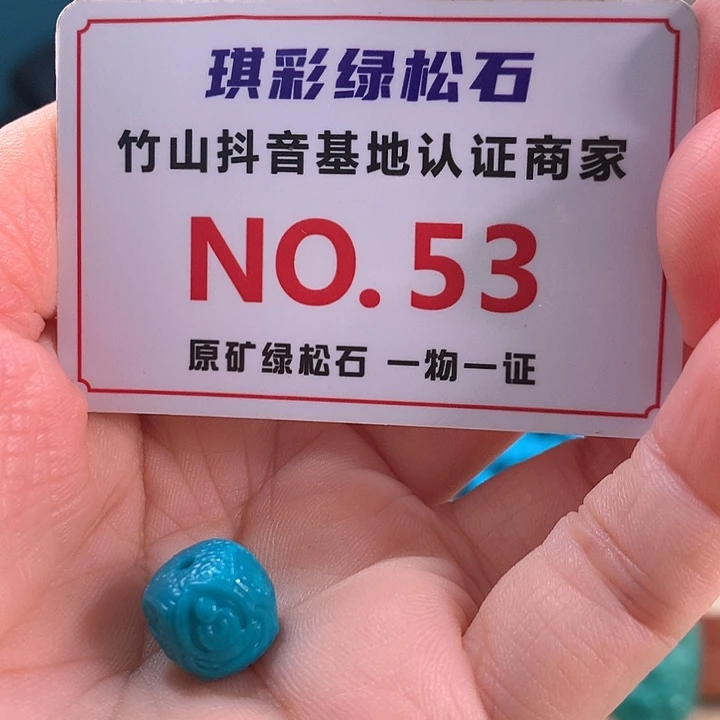 琪彩绿松石
竹山抖音基地认证商家
NO.53
原矿绿松石 一物一证